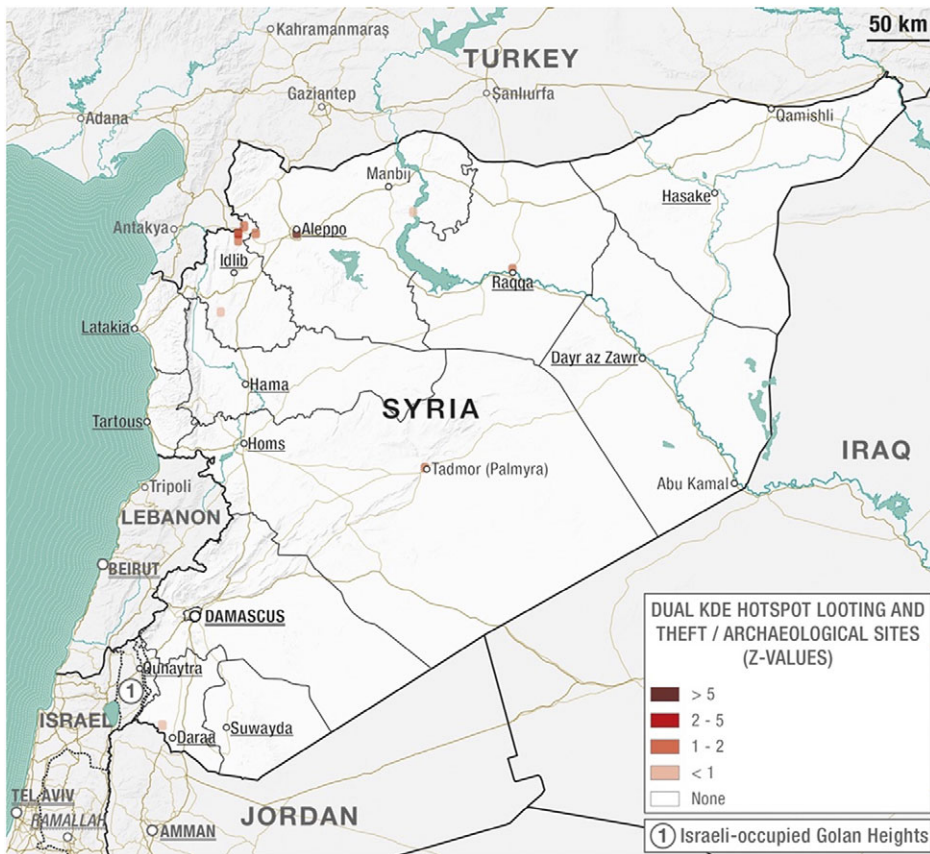 50 km
Kahramanmaraş
TURKEY
Gaziantep
Şanlıurfa
Adana
Qamishli
Manbij
Hasake
Antakya
Aleppo
Idlib
Raqqa
Latakia
Dayr az Zawr
Hama
SYRIA
Tartous
Homs
IRAQ
Tadmor (Palmyra)
Abu Kamal
Tripoli
LEBANON
BEIRUT
DAMASCUS
DUAL KDE HOTSPOT LOOTING AND
THEFT / ARCHAEOLOGICAL SITES
(Z-VALUES)
> 5
2 - 5
1 - 2
< 1
None
Qunaytra
1
ISRAEL
Suwayda
Daraa
TEL AVIV
RAMALLAH
JORDAN
AMMAN
1 Israeli-occupied Golan Heights